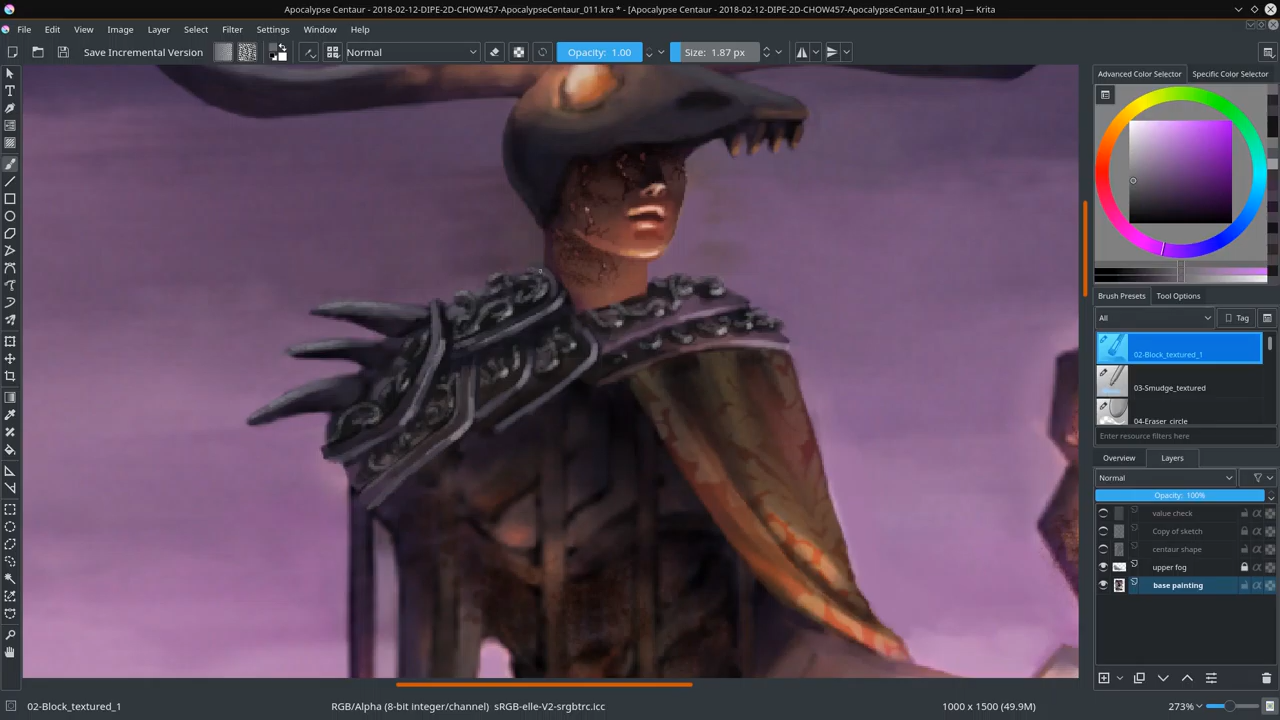 Apocalypse Centaur - 2018-02-12-DIPE-2D-CHOW457-ApocalypseCentaur_011.kra * - [Apocalypse Centaur - 2018-02-12-DIPE-2D-CHOW457-ApocalypseCentaur_011.kra] — Krita
File Edit View Image Layer Select Filter Settings Window Help
Save Incremental Version Normal Opacity: 1.00 Size: 1.87 px
Advanced Color Selector Specific Color Selector
Brush Presets Tool Options
All Tag
02-Block_textured_1
03-Smudge_textured
04-Eraser_circle
Enter resource filters here
Overview Layers
Normal
Opacity: 100%
value check
Copy of sketch
centaur shape
upper fog
base painting
02-Block_textured_1 RGB/Alpha (8-bit integer/channel) sRGB-elle-V2-srgbtrc.icc 1000 x 1500 (49.9M) 273%